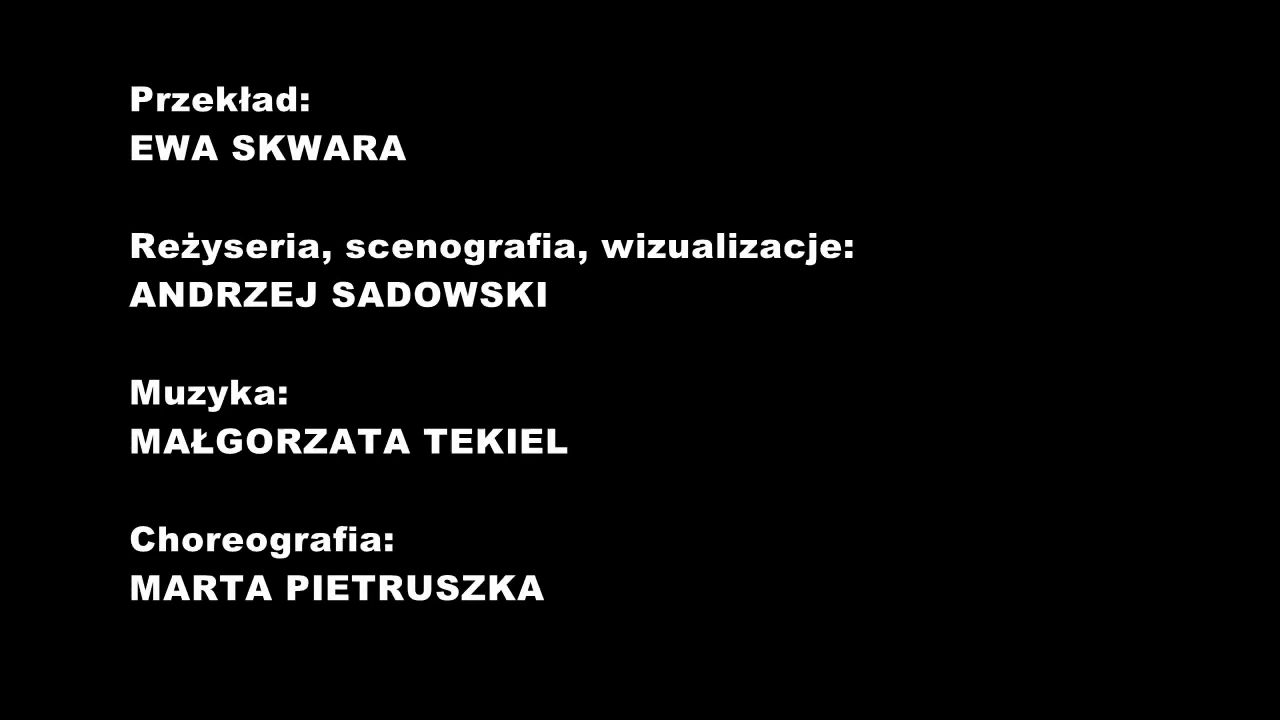 Przekład:
EWA SKWARA
Reżyseria, scenografia, wizualizacje:
ANDRZEJ SADOWSKI
Muzyka:
MAŁGORZATA TEKIEL
Choreografia:
MARTA PIETRUSZKA